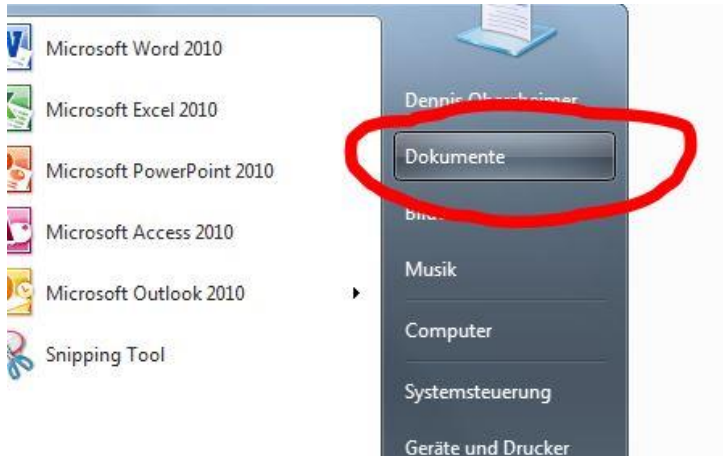 Microsoft Word 2010
Microsoft Excel 2010
Microsoft PowerPoint 2010
Microsoft Access 2010
Microsoft Outlook 2010
Snipping Tool
Dennis
Dokumente
Musik
Computer
Systemsteuerung
Geräte und Drucker